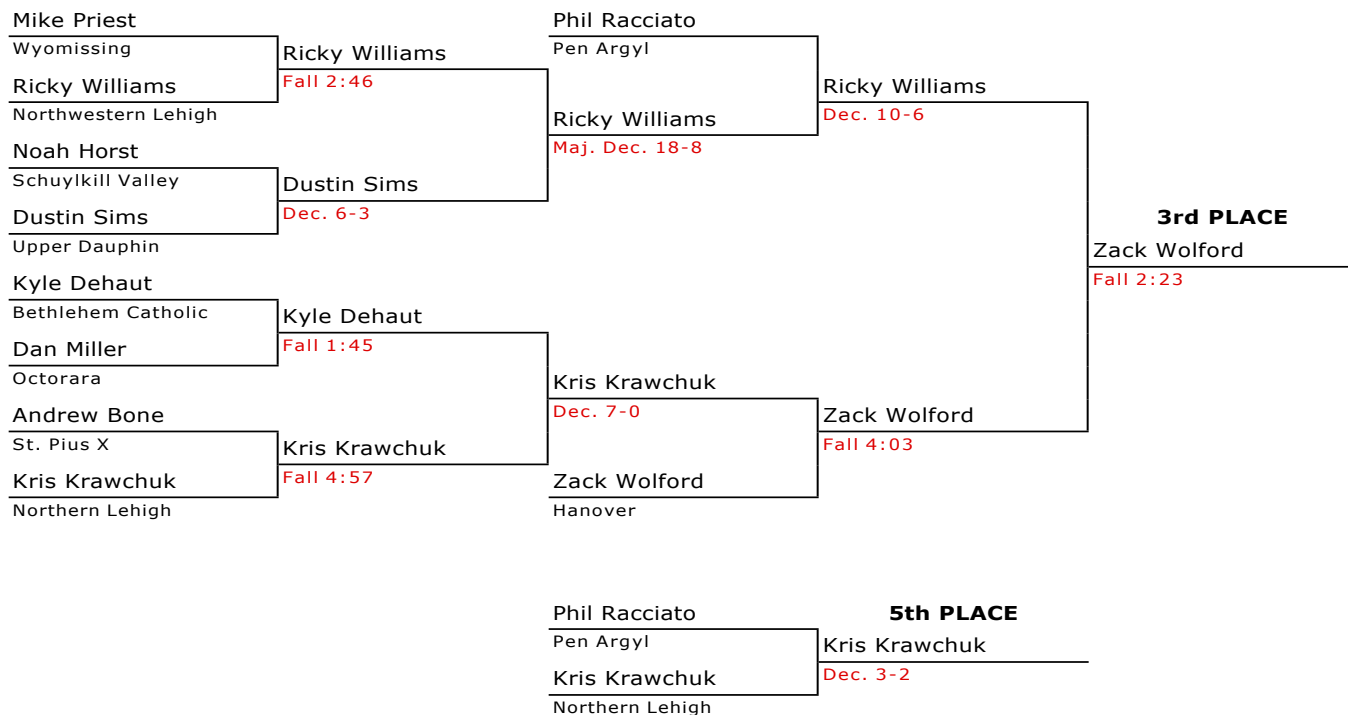 Mike Priest
Wyomissing
Ricky Williams
Northwestern Lehigh
Noah Horst
Schuylkill Valley
Dustin Sims
Upper Dauphin
Kyle Dehaut
Bethlehem Catholic
Dan Miller
Octorara
Andrew Bone
St. Pius X
Kris Krawchuk
Northern Lehigh
Ricky Williams
Fall 2:46
Dustin Sims
Dec. 6-3
Kyle Dehaut
Fall 1:45
Kris Krawchuk
Fall 4:57
Phil Racciato
Pen Argyl
Ricky Williams
Maj. Dec. 18-8
Kris Krawchuk
Dec. 7-0
Zack Wolford
Hanover
Ricky Williams
Dec. 10-6
Zack Wolford
Fall 4:03
3rd PLACE
Zack Wolford
Fall 2:23
Phil Racciato
Pen Argyl
Kris Krawchuk
Northern Lehigh
5th PLACE
Kris Krawchuk
Dec. 3-2